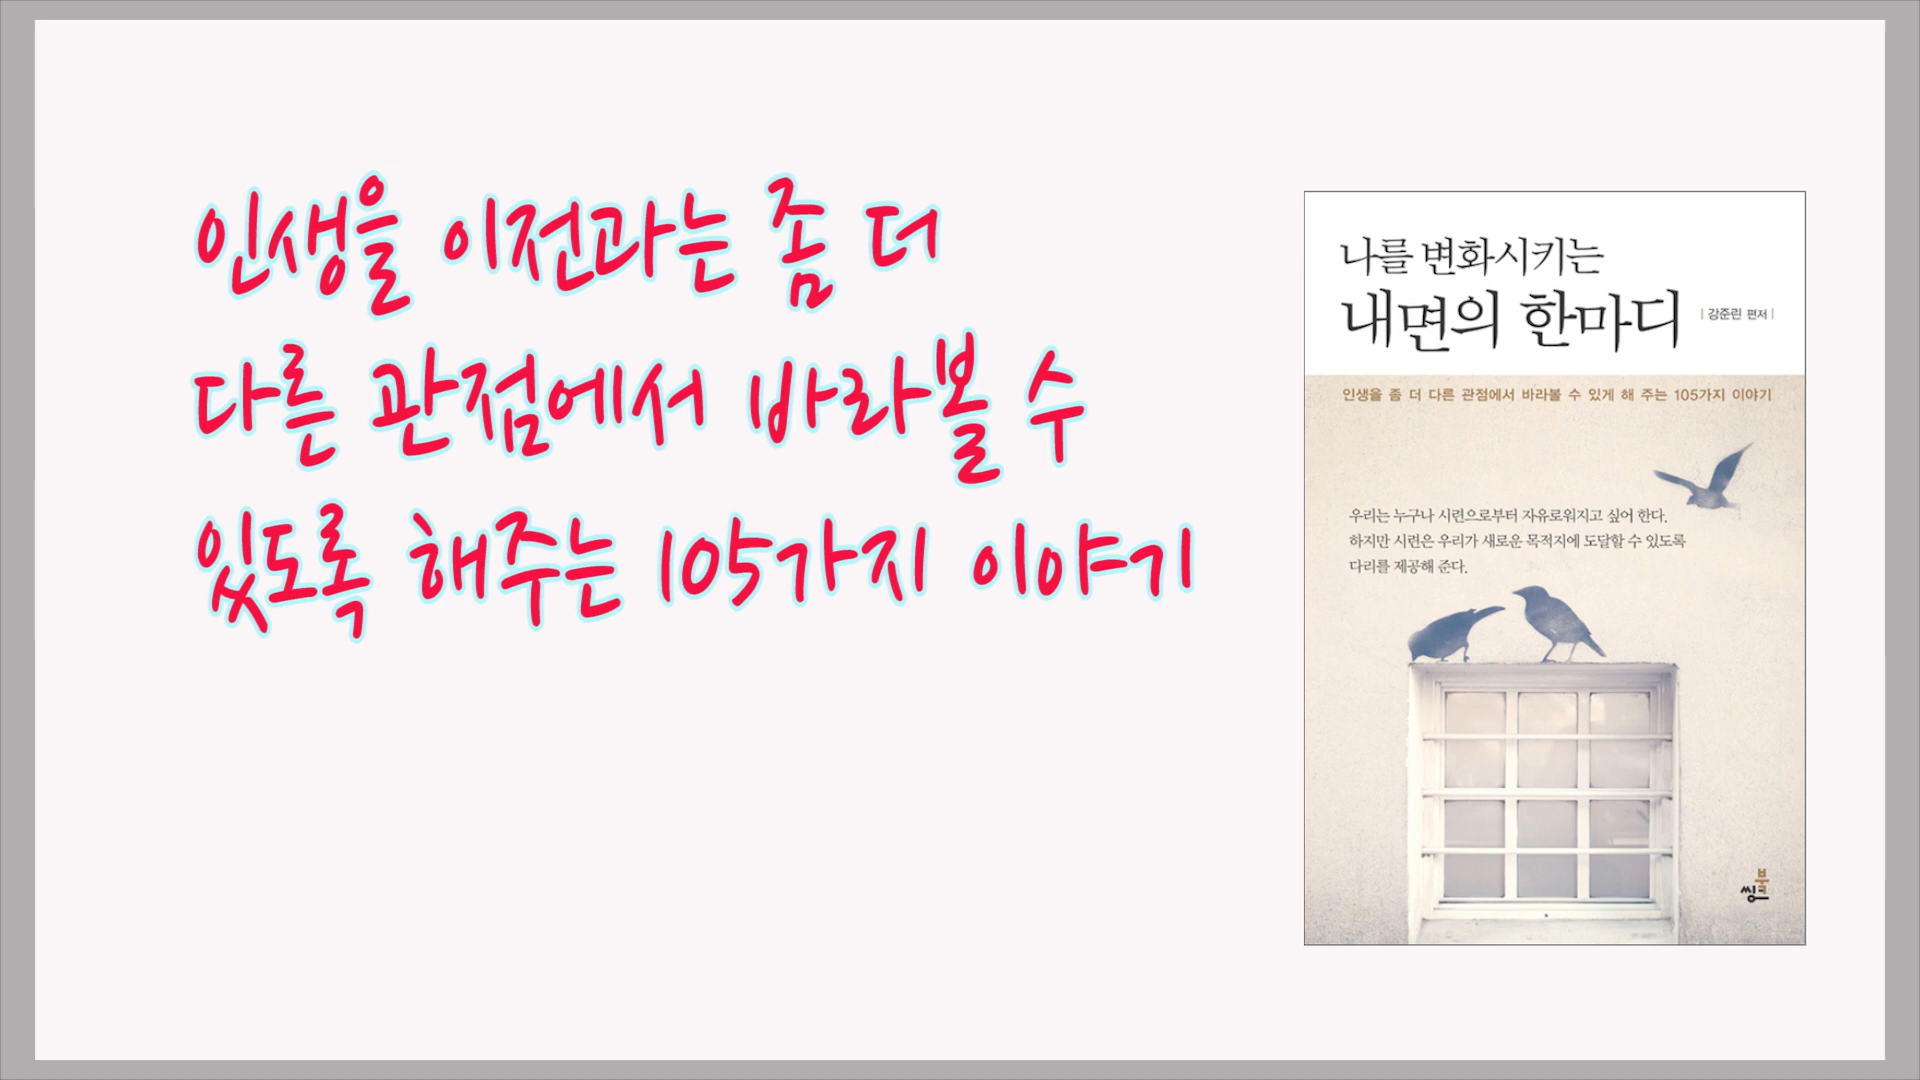 인생을 이전과는 좀 더
다른 관점에서 바라볼 수
있도록 해주는 105가지 이야기
나를 변화시키는
내면의 한마디
| 강준린 편저 |
인생을 좀 더 다른 관점에서 바라볼 수 있게 해 주는 105가지 이야기
우리는 누구나 시련으로부터 자유로워지고 싶어 한다.
하지만 시련은 우리가 새로운 목적지에 도달할 수 있도록
다리를 제공해 준다.
북
씽크